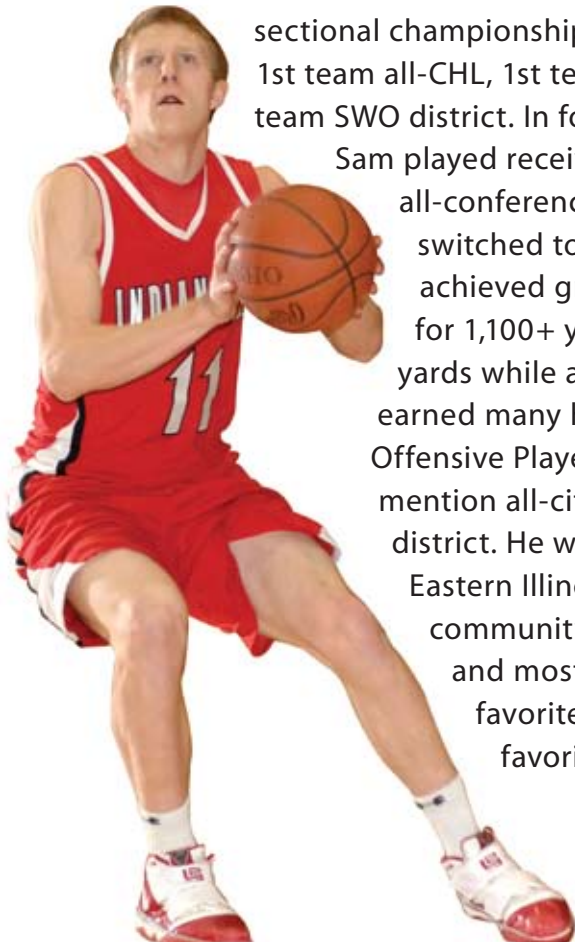 sectional championship
1st team all-CHL, 1st te
team SWO district. In fo
Sam played recei
all-conferenc
switched to
achieved g
for 1,100+ y
yards while a
earned many
Offensive Playe
mention all-ci
district. He w
Eastern Illin
communit
and most
favorite
favori
INDIAN
11